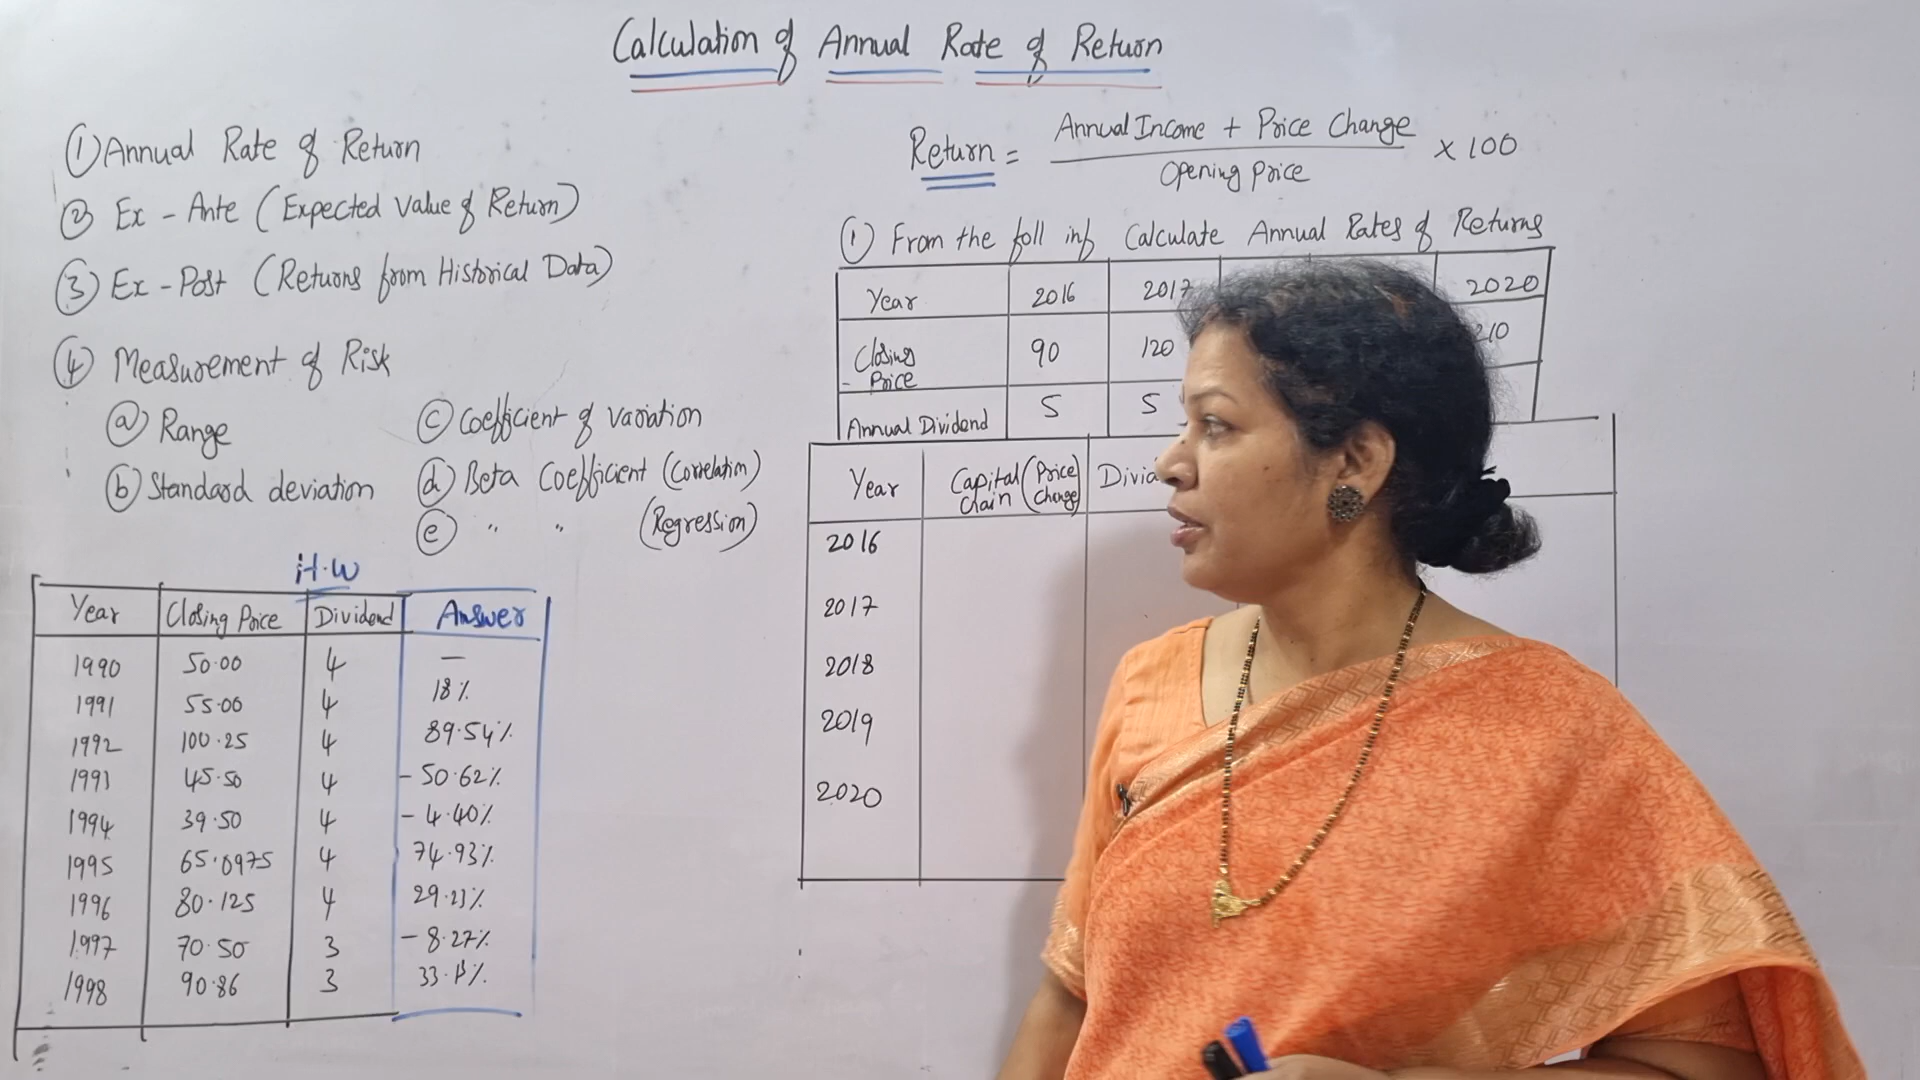 Calculation of Annual Rate of Return
① Annual Rate of Return
② Ex - Ante (Expected Value of Return)
③ Ex - Post (Returns from Historical Data)
④ Measurement of Risk
ⓐ Range
ⓑ Standard deviation
ⓒ Coefficient of variation
ⓓ Beta Coefficient (Correlation)
ⓔ " " (Regression)
H.W
Year Closing Price Dividend Answer
1990 50.00 4 —
1991 55.00 4 18%
1992 100.25 4 89.54%
1993 45.50 4 - 50.62%
1994 39.50 4 - 4.40%
1995 65.0975 4 74.93%
1996 80.125 4 29.23%
1997 70.50 3 - 8.27%
1998 90.86 3
Return = Annual Income + Price Change / Opening Price × 100
① From the foll inf Calculate Annual Rates of Returns
Year 2016 2017 2020
Closing Price 90 120 210
Annual Dividend 5 5
Year Capital Gain (Price Change)
2016
2017
2018
2019
2020